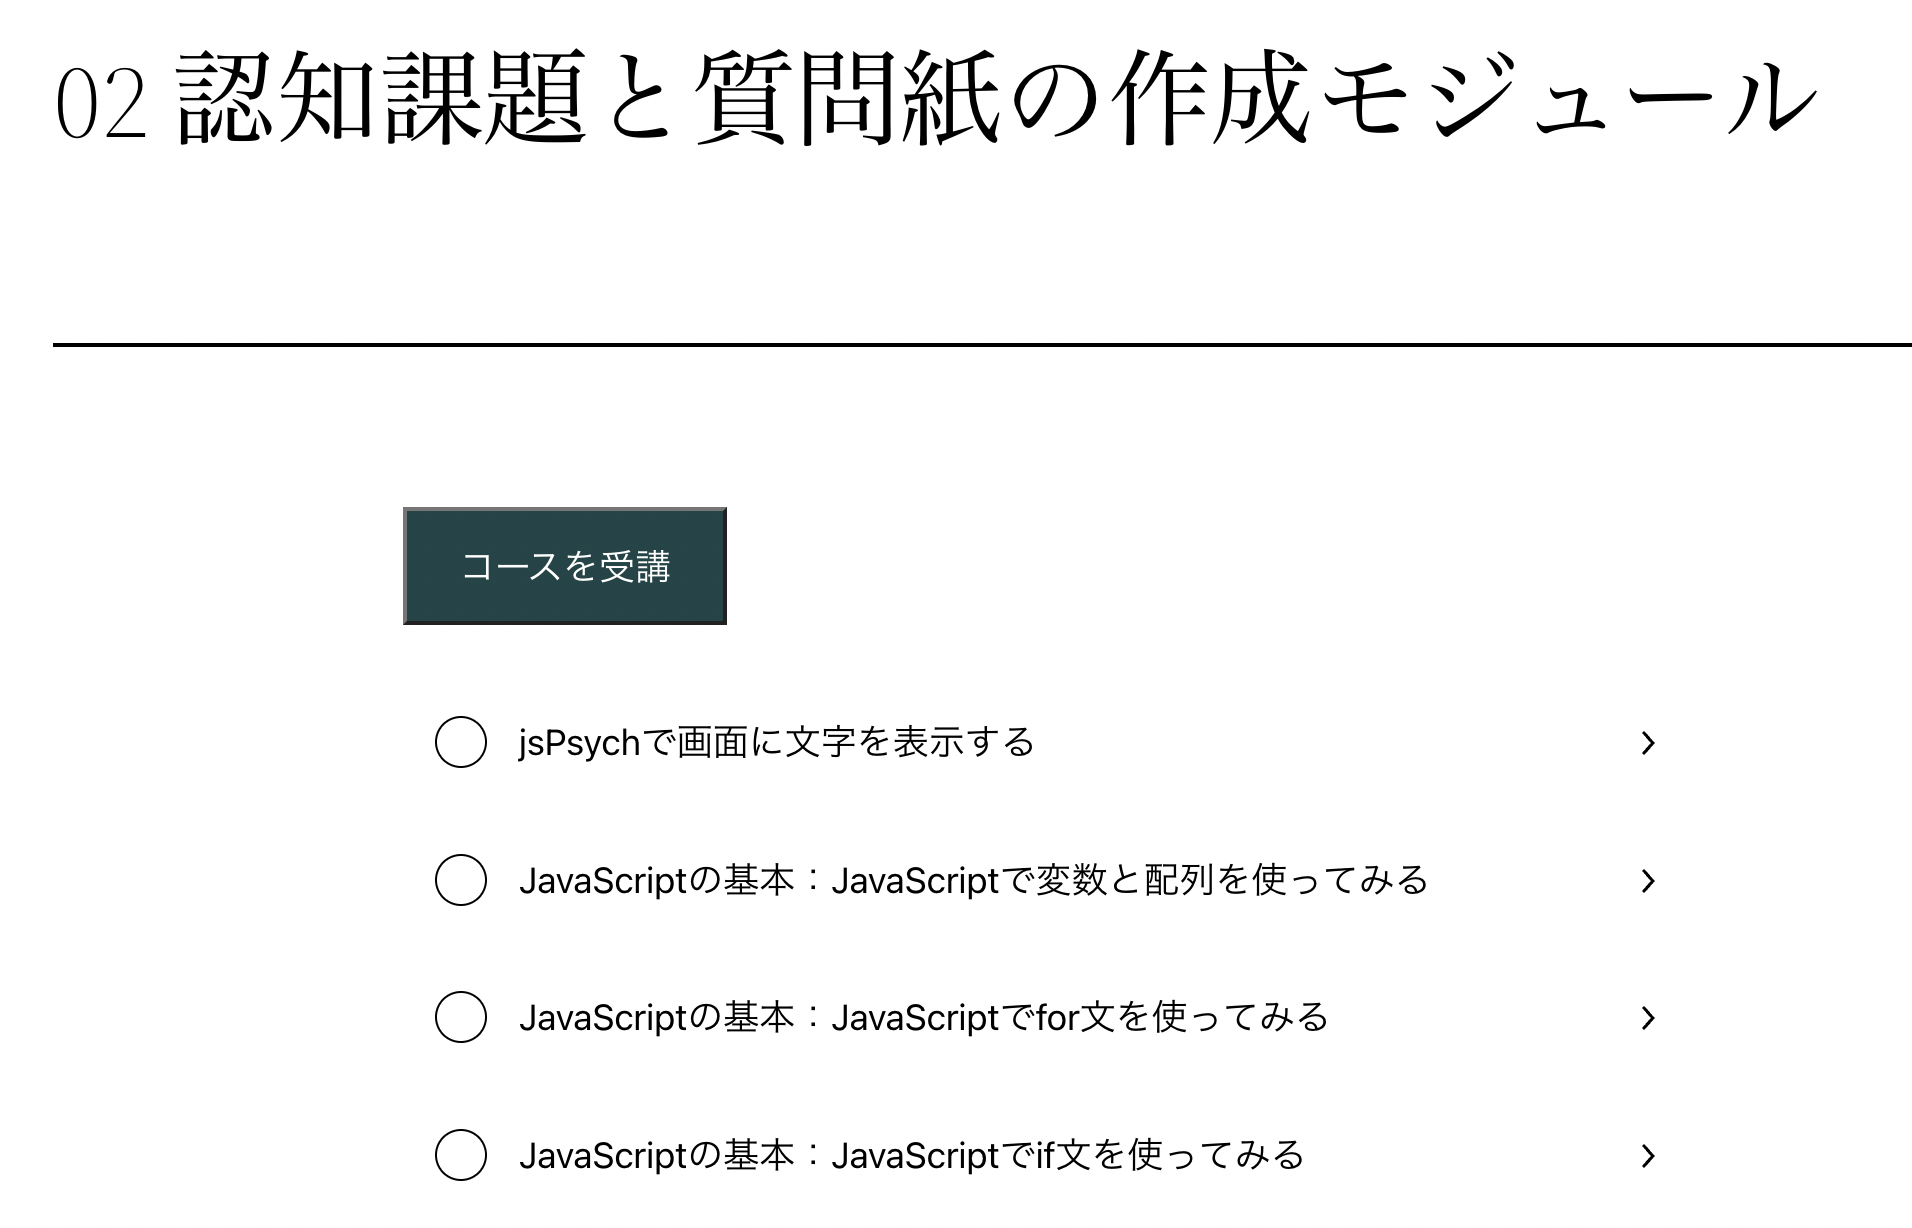 02 認知課題と質問紙の作成モジュール
コースを受講
jsPsychで画面に文字を表示する
JavaScriptの基本：JavaScriptで変数と配列を使ってみる
JavaScriptの基本：JavaScriptでfor文を使ってみる
JavaScriptの基本：JavaScriptでif文を使ってみる